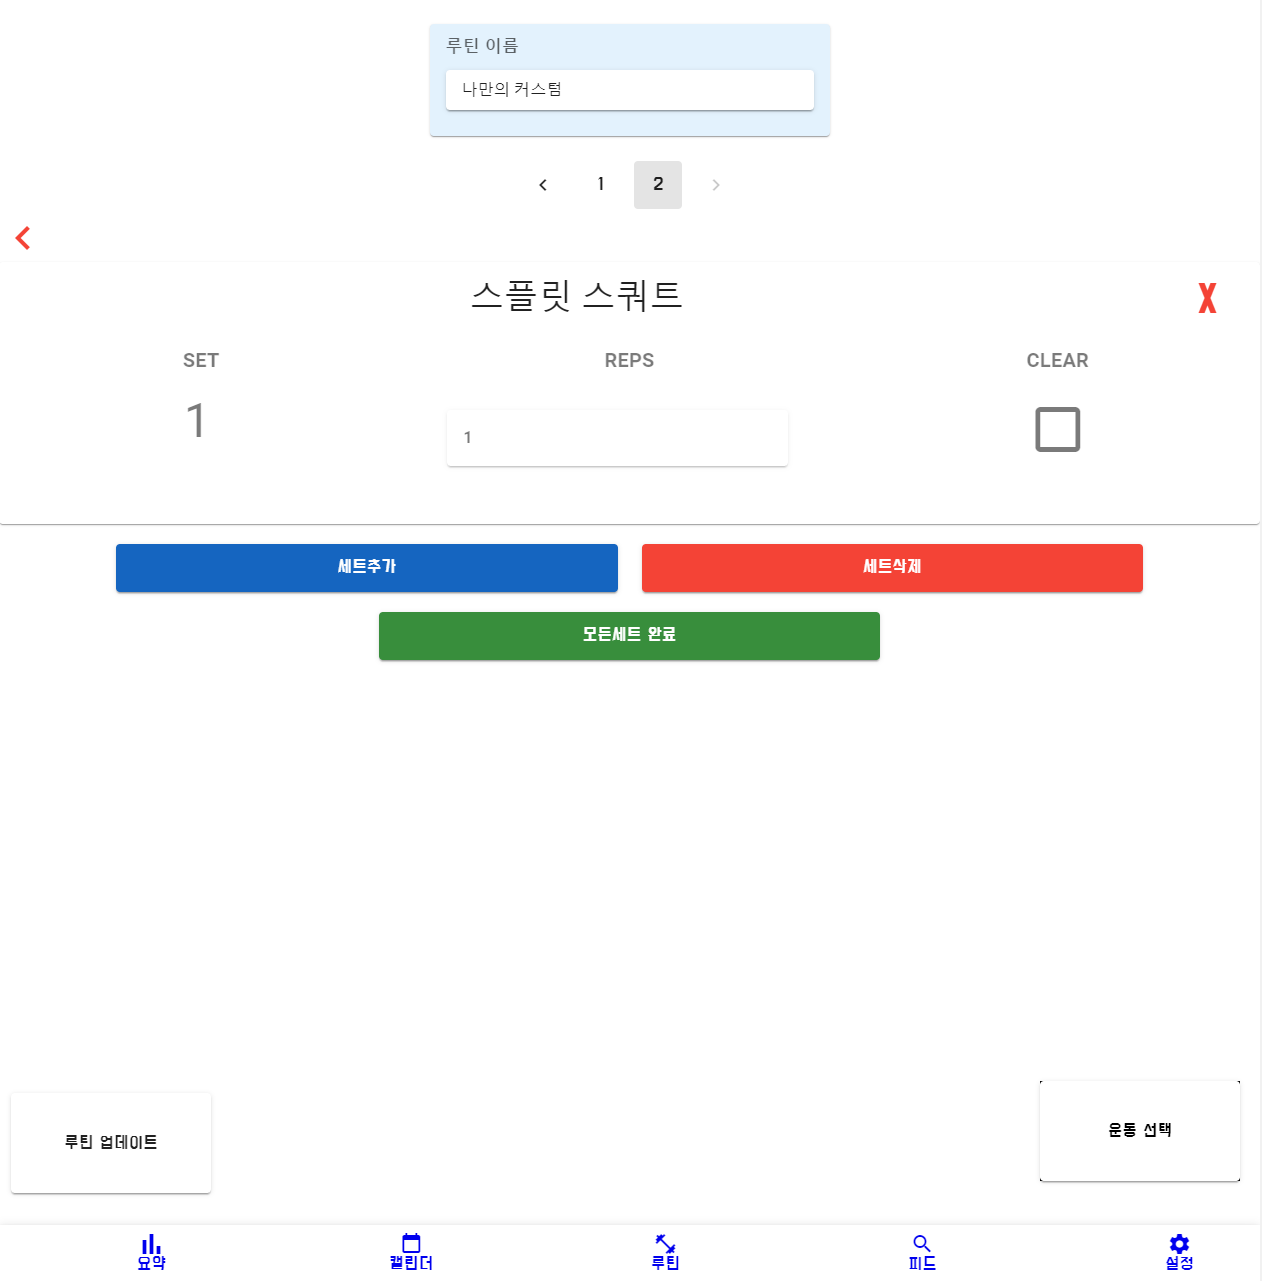 루틴 이름
나만의 커스텀
1
2
스플릿 스쿼트
X
SET
REPS
CLEAR
1
1
세트추가
세트삭제
모든세트 완료
루틴 업데이트
운동 선택
요약
캘린더
루틴
피드
설정